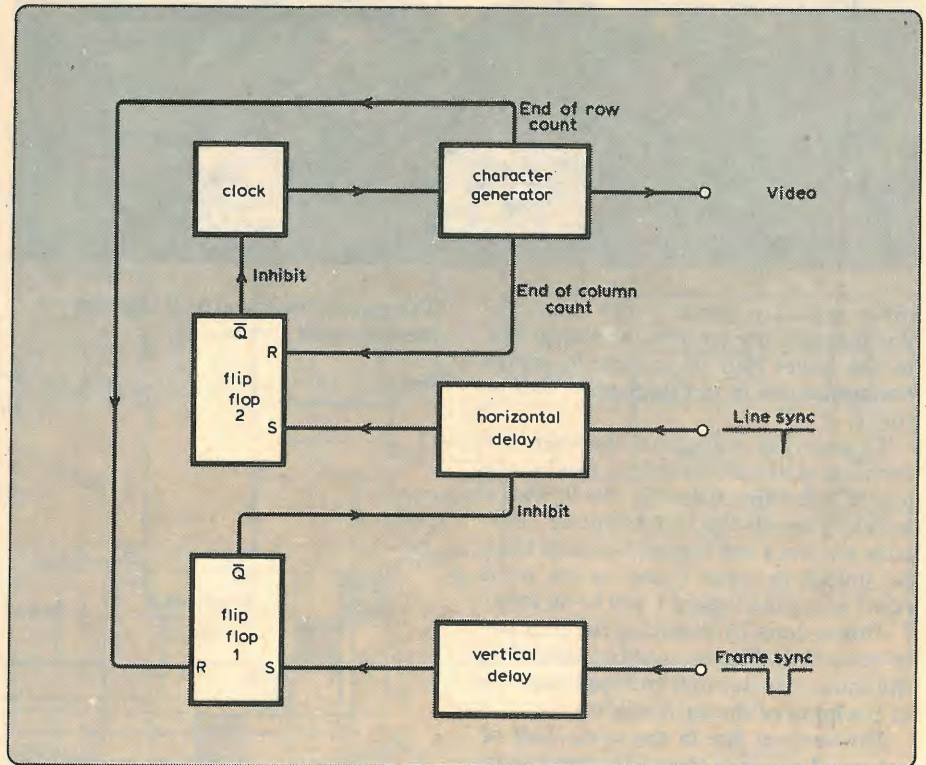 End of row
count
clock
character
generator
Video
Inhibit
End of column
count
Q̅
R
flip
flop
2
S
horizontal
delay
Line sync
Inhibit
Q̅
flip
flop
1
R
S
vertical
delay
Frame sync